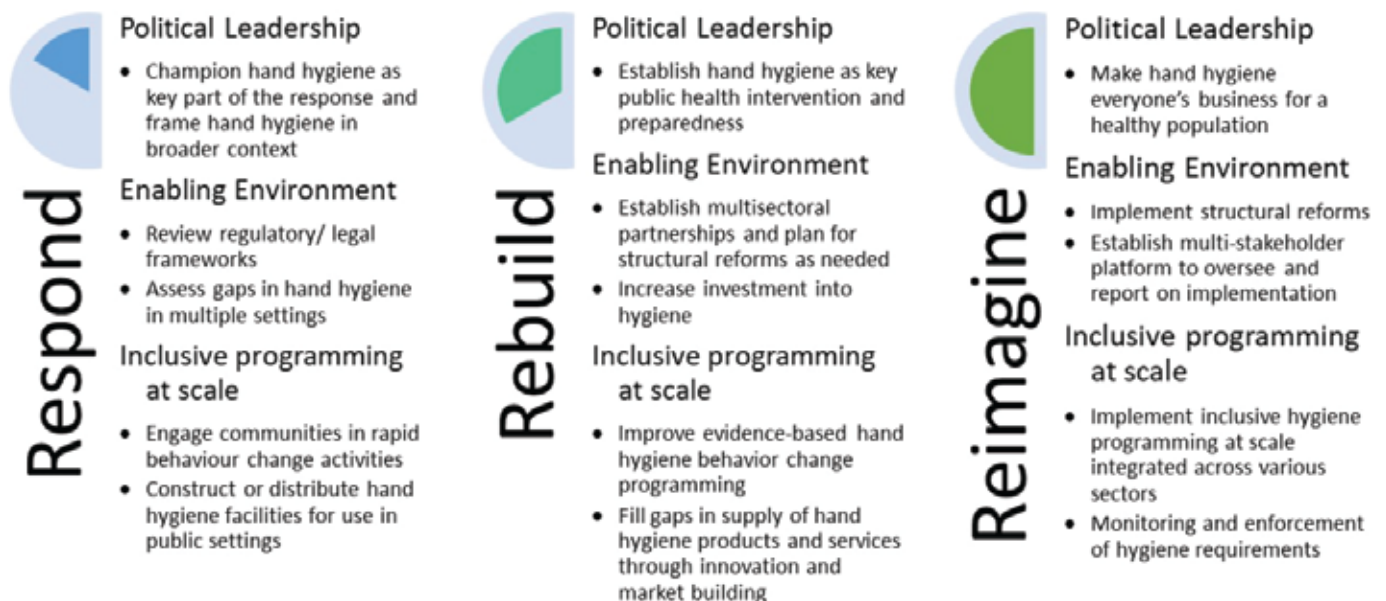 Respond
Political Leadership
• Champion hand hygiene as
key part of the response and
frame hand hygiene in
broader context
Enabling Environment
• Review regulatory/ legal
frameworks
• Assess gaps in hand hygiene
in multiple settings
Inclusive programming
at scale
• Engage communities in rapid
behaviour change activities
• Construct or distribute hand
hygiene facilities for use in
public settings
Rebuild
Political Leadership
• Establish hand hygiene as key
public health intervention and
preparedness
Enabling Environment
• Establish multisectoral
partnerships and plan for
structural reforms as needed
• Increase investment into
hygiene
Inclusive programming
at scale
• Improve evidence-based hand
hygiene behavior change
programming
• Fill gaps in supply of hand
hygiene products and services
through innovation and
market building
Reimagine
Political Leadership
• Make hand hygiene
everyone's business for a
healthy population
Enabling Environment
• Implement structural reforms
• Establish multi-stakeholder
platform to oversee and
report on implementation
Inclusive programming
at scale
• Implement inclusive hygiene
programming at scale
integrated across various
sectors
• Monitoring and enforcement
of hygiene requirements